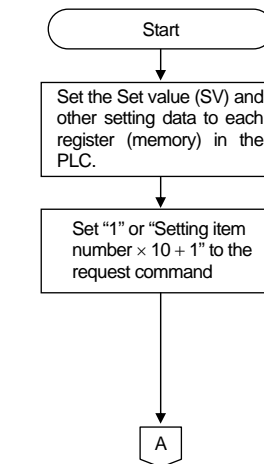 Start
Set the Set value (SV) and
other setting data to each
register (memory) in the
PLC.
Set “1” or “Setting item
number × 10 + 1” to the
request command
A